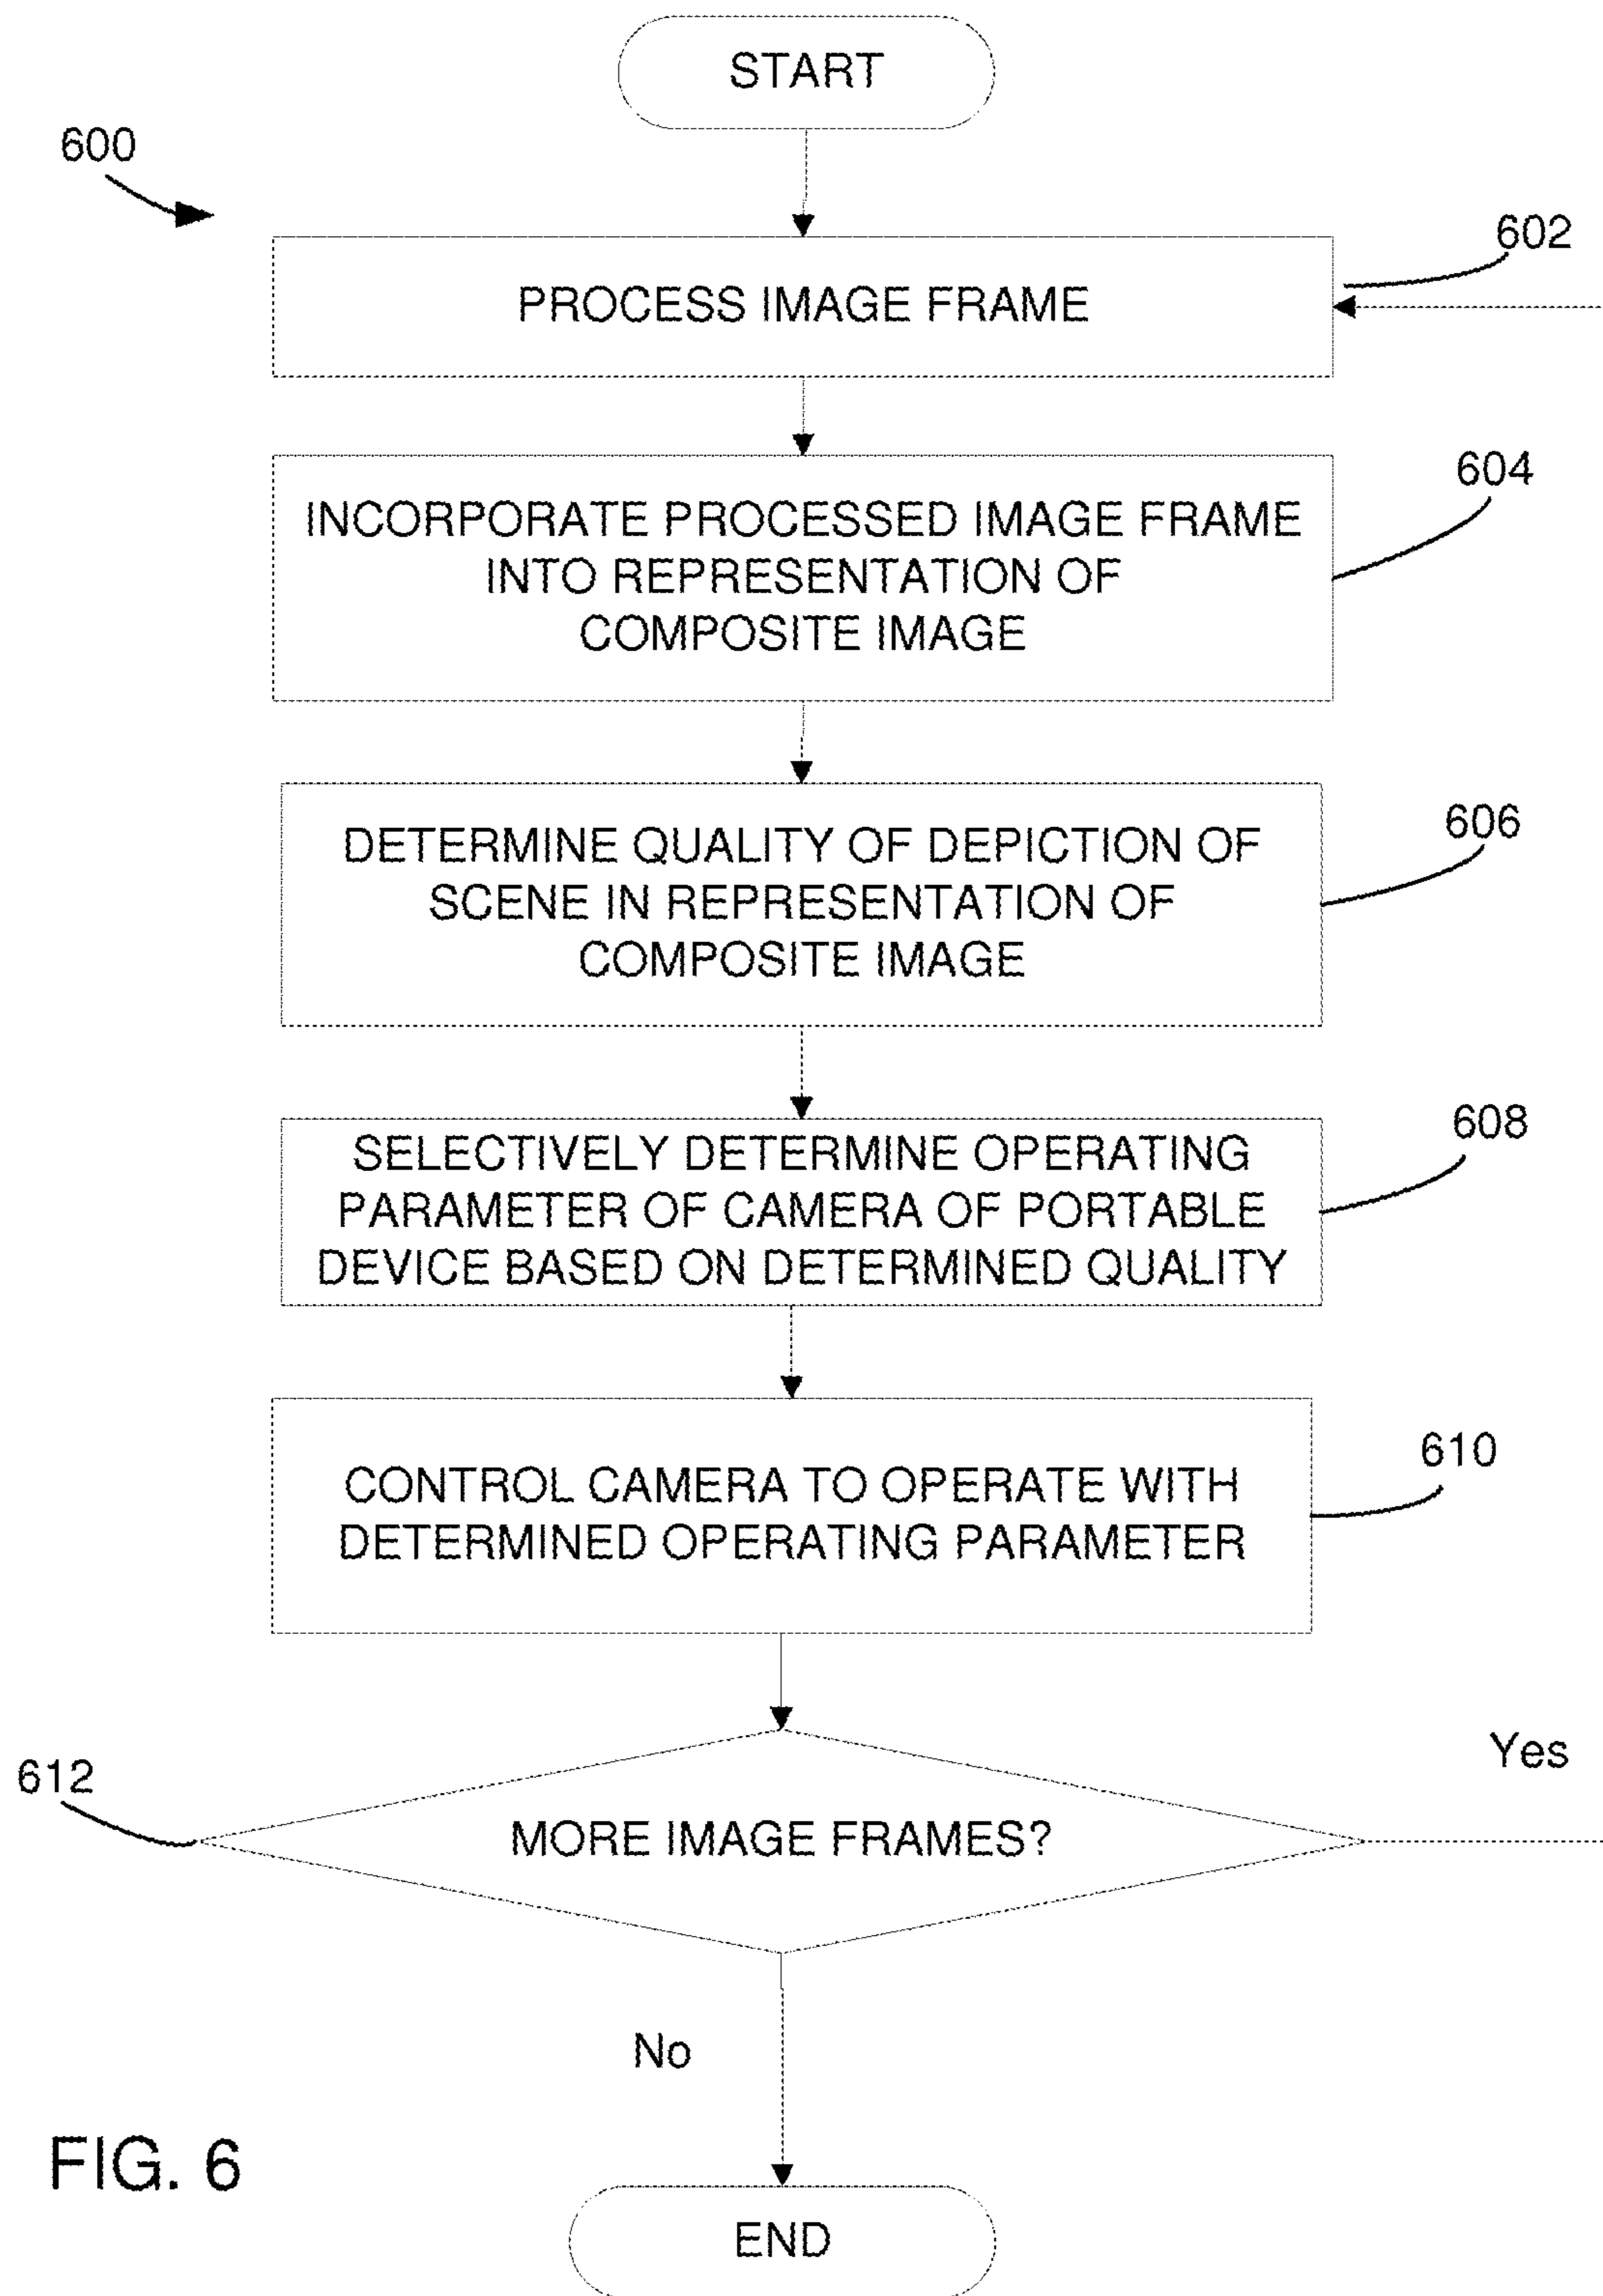 START
600
602
PROCESS IMAGE FRAME
604
INCORPORATE PROCESSED IMAGE FRAME
INTO REPRESENTATION OF
COMPOSITE IMAGE
606
DETERMINE QUALITY OF DEPICTION OF
SCENE IN REPRESENTATION OF
COMPOSITE IMAGE
608
SELECTIVELY DETERMINE OPERATING
PARAMETER OF CAMERA OF PORTABLE
DEVICE BASED ON DETERMINED QUALITY
610
CONTROL CAMERA TO OPERATE WITH
DETERMINED OPERATING PARAMETER
612
Yes
MORE IMAGE FRAMES?
No
FIG. 6
END